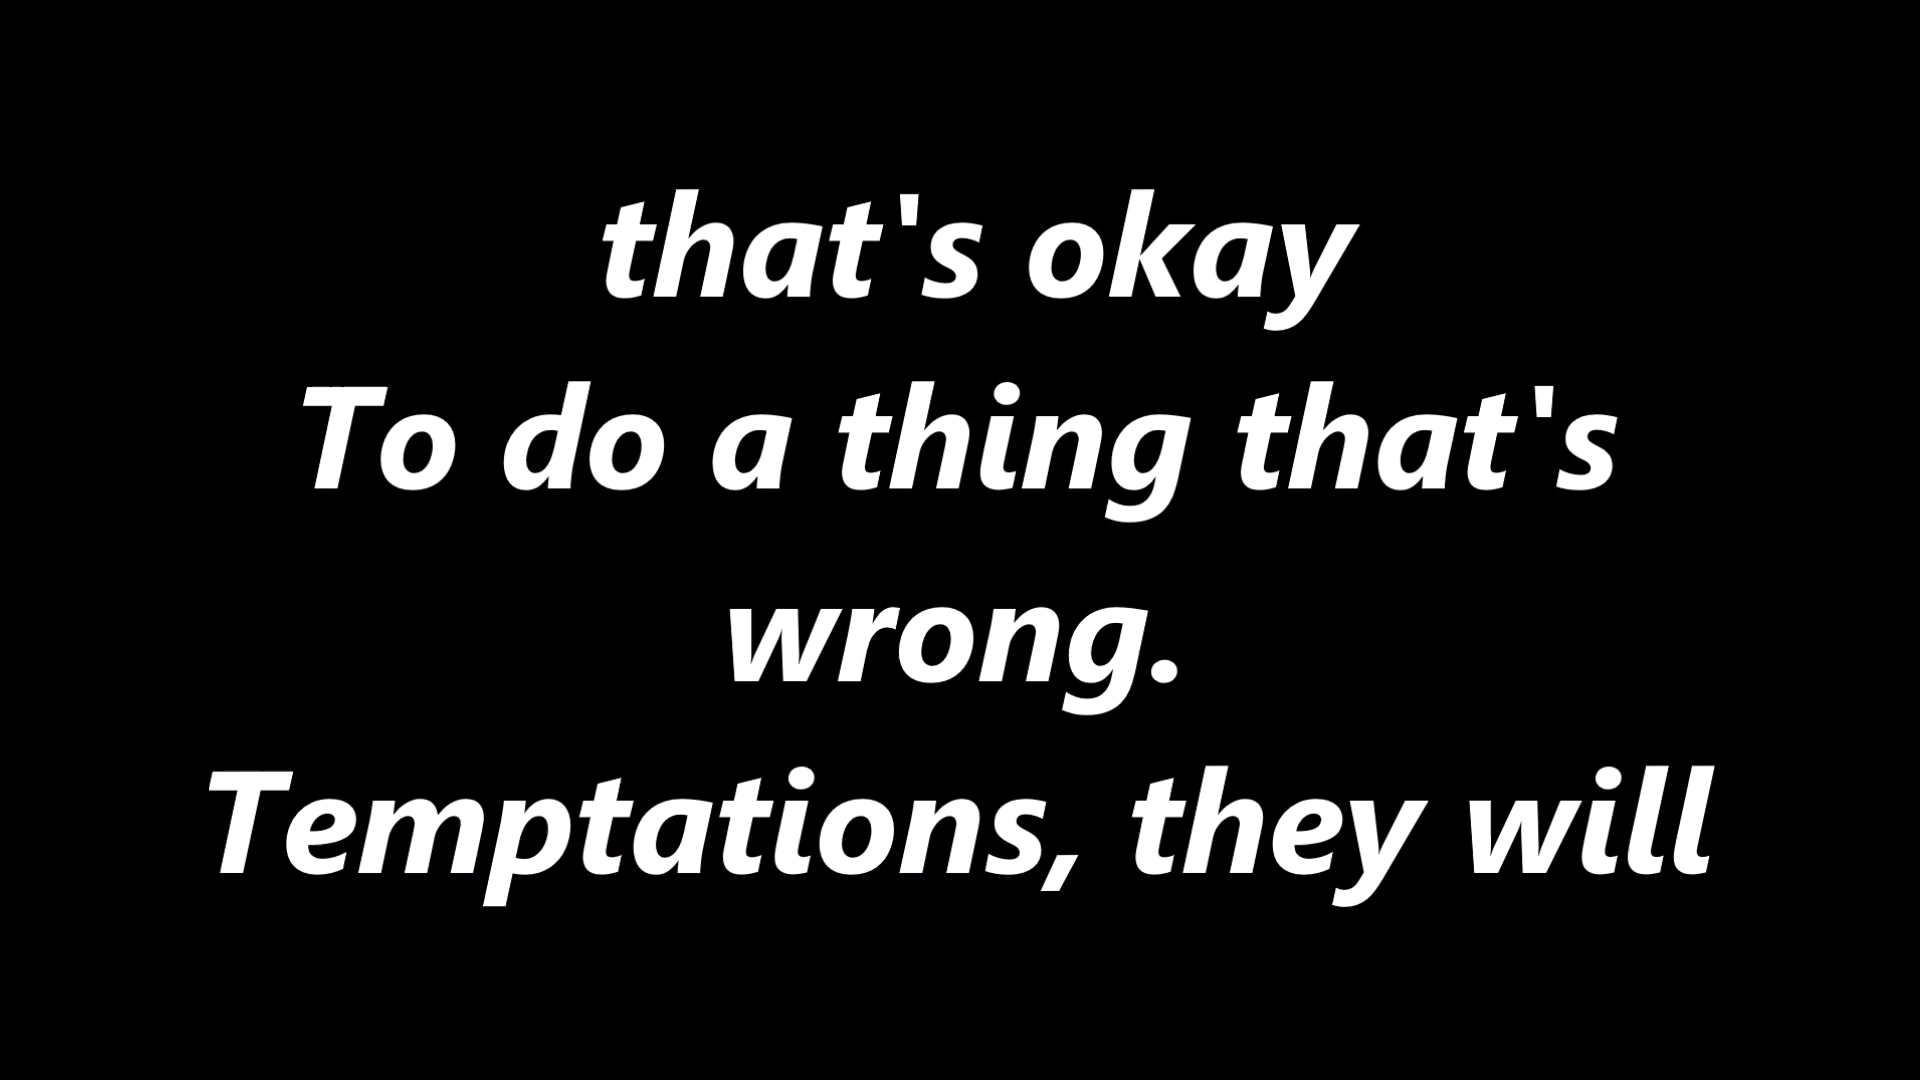 that's okay
To do a thing that's
wrong.
Temptations, they will